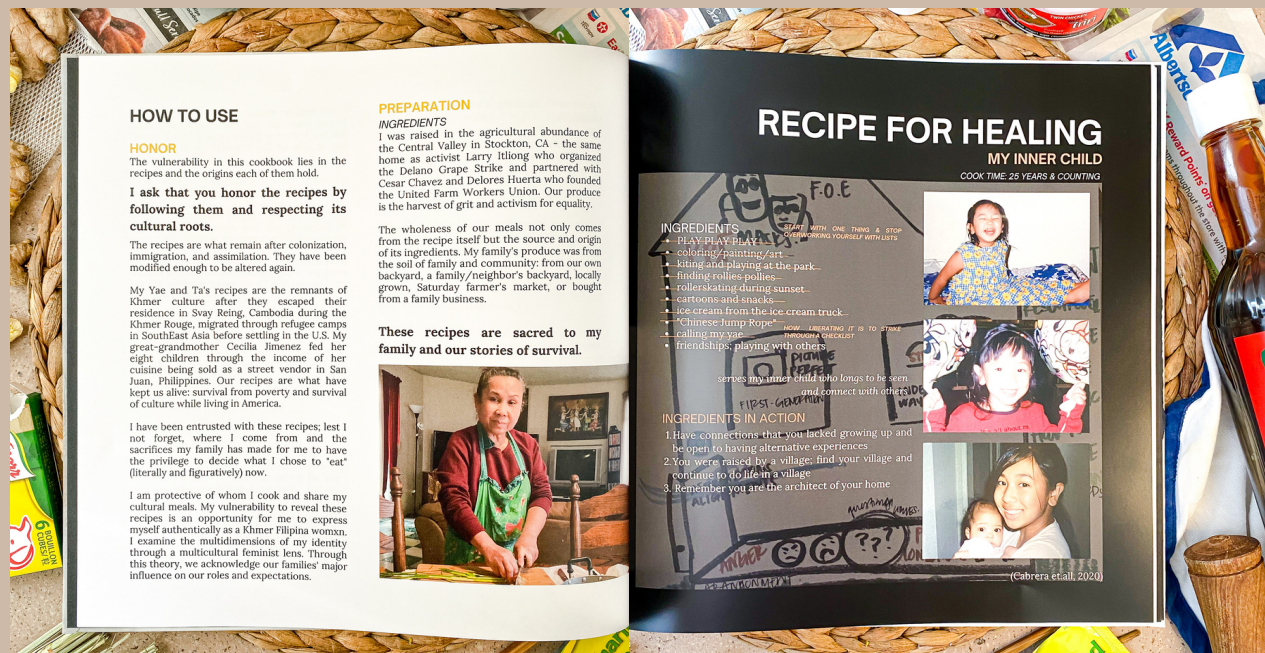 HOW TO USE
HONOR
The vulnerability in this cookbook lies in the
recipes and the origins each of them hold.
I ask that you honor the recipes by
following them and respecting its
cultural roots.
The recipes are what remain after colonization,
immigration, and assimilation. They have been
modified enough to be altered again.
My Yae and Ta's recipes are the remnants of
Khmer culture after they escaped their
residence in Svay Reing, Cambodia during the
Khmer Rouge, migrated through refugee camps
in SouthEast Asia before settling in the U.S. My
great-grandmother Cecilia Jimenez fed her
eight children through the income of her
cuisine being sold as a street vendor in San
Juan, Philippines. Our recipes are what have
kept us alive: survival from poverty and survival
of culture while living in America.
I have been entrusted with these recipes; lest I
not forget, where I come from and the
sacrifices my family has made for me to have
the privilege to decide what I chose to "eat"
(literally and figuratively) now.
I am protective of whom I cook and share my
cultural meals. My vulnerability to reveal these
recipes is an opportunity for me to express
myself authentically as a Khmer Filipina womxn.
I examine the multidimensions of my identity
through a multicultural feminist lens. Through
this theory, we acknowledge our families' major
influence on our roles and expectations.
PREPARATION
INGREDIENTS
I was raised in the agricultural abundance of
the Central Valley in Stockton, CA - the same
home as activist Larry Itliong who organized
the Delano Grape Strike and partnered with
Cesar Chavez and Delores Huerta who founded
the United Farm Workers Union. Our produce
is the harvest of grit and activism for equality.
The wholeness of our meals not only comes
from the recipe itself but the source and origin
of its ingredients. My family's produce was from
the soil of family and community: from our own
backyard, a family/neighbor's backyard, locally
grown, Saturday farmer's market, or bought
from a family business.
These recipes are sacred to my
family and our stories of survival.
RECIPE FOR HEALING
MY INNER CHILD
COOK TIME: 25 YEARS & COUNTING
F.O.E
INGREDIENTS
START WITH ONE THING & STOP
OVERWORKING YOURSELF WITH LISTS
PLAY PLAY PLAY
coloring/painting/art
kiting and playing at the park
finding rollies pollies
rollerskating during sunset
cartoons and snacks
ice cream from the ice cream truck
"Chinese Jump Rope"
calling my yae
friendships; playing with others
HOW LIBERATING IT IS TO STRIKE
THROUGH A CHECKLIST
PICTURE
PERFECT
FIRST-GENERATION
serves my inner child who longs to be seen
and connect with others
INGREDIENTS IN ACTION
1. Have connections that you lacked growing up and
be open to having alternative experiences
2. You were raised by a village; find your village and
continue to do life in a village
3. Remember you are the architect of your home
ANGER
???
(Cabrera et.all, 2020)
Albertso
Reward Points
6
BOUILLON
CUBES